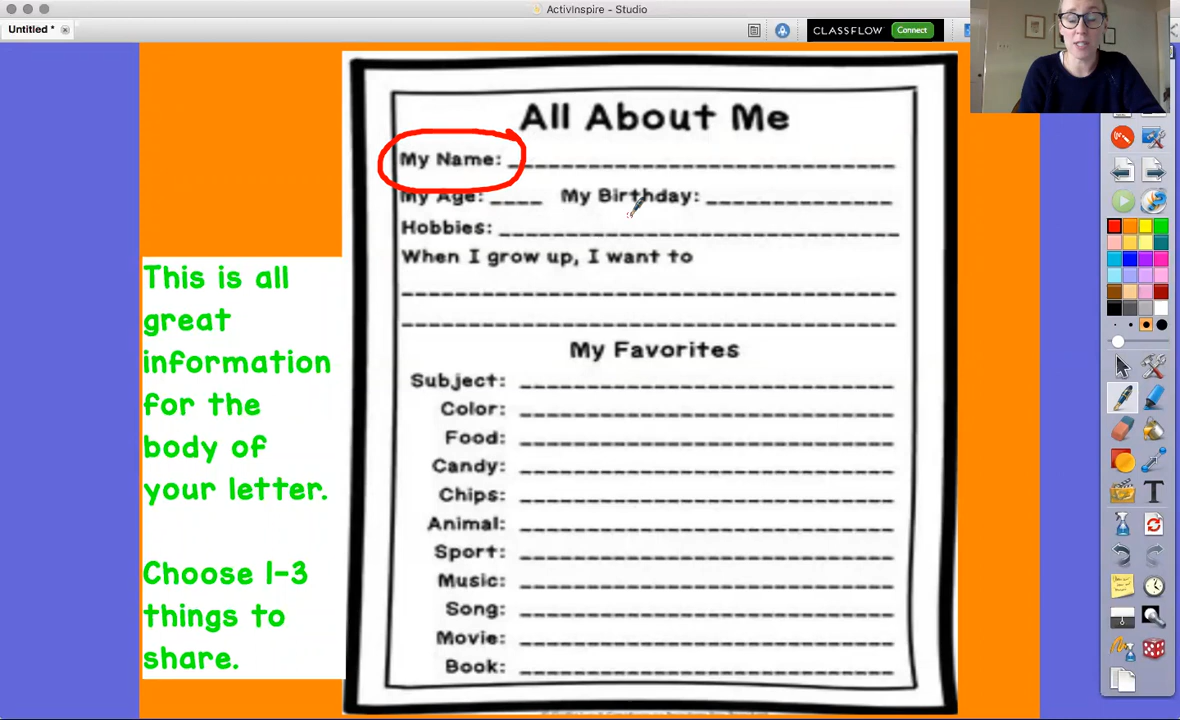 ActivInspire - Studio
Untitled *
CLASSFLOW Connect
All About Me
My Name:
My Age: My Birthday:
Hobbies:
When I grow up, I want to
My Favorites
Subject:
Color:
Food:
Candy:
Chips:
Animal:
Sport:
Music:
Song:
Movie:
Book:
This is all
great
information
for the
body of
your letter.
Choose 1-3
things to
share.